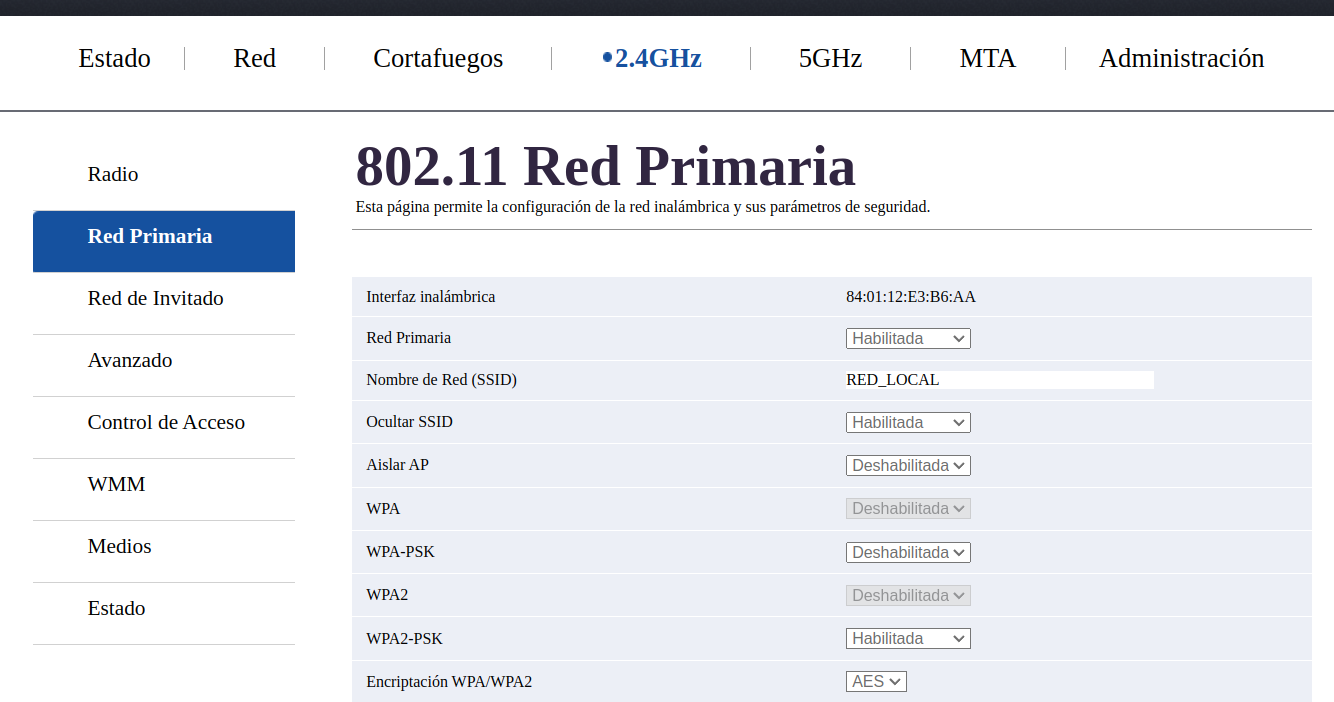 Estado Red Cortafuegos 2.4GHz 5GHz MTA Administración
Radio
Red Primaria
Red de Invitado
Avanzado
Control de Acceso
WMM
Medios
Estado
802.11 Red Primaria
Esta página permite la configuración de la red inalámbrica y sus parámetros de seguridad.
Interfaz inalámbrica 84:01:12:E3:B6:AA
Red Primaria Habilitada
Nombre de Red (SSID) RED_LOCAL
Ocultar SSID Habilitada
Aislar AP Deshabilitada
WPA Deshabilitada
WPA-PSK Deshabilitada
WPA2 Deshabilitada
WPA2-PSK Habilitada
Encriptación WPA/WPA2 AES